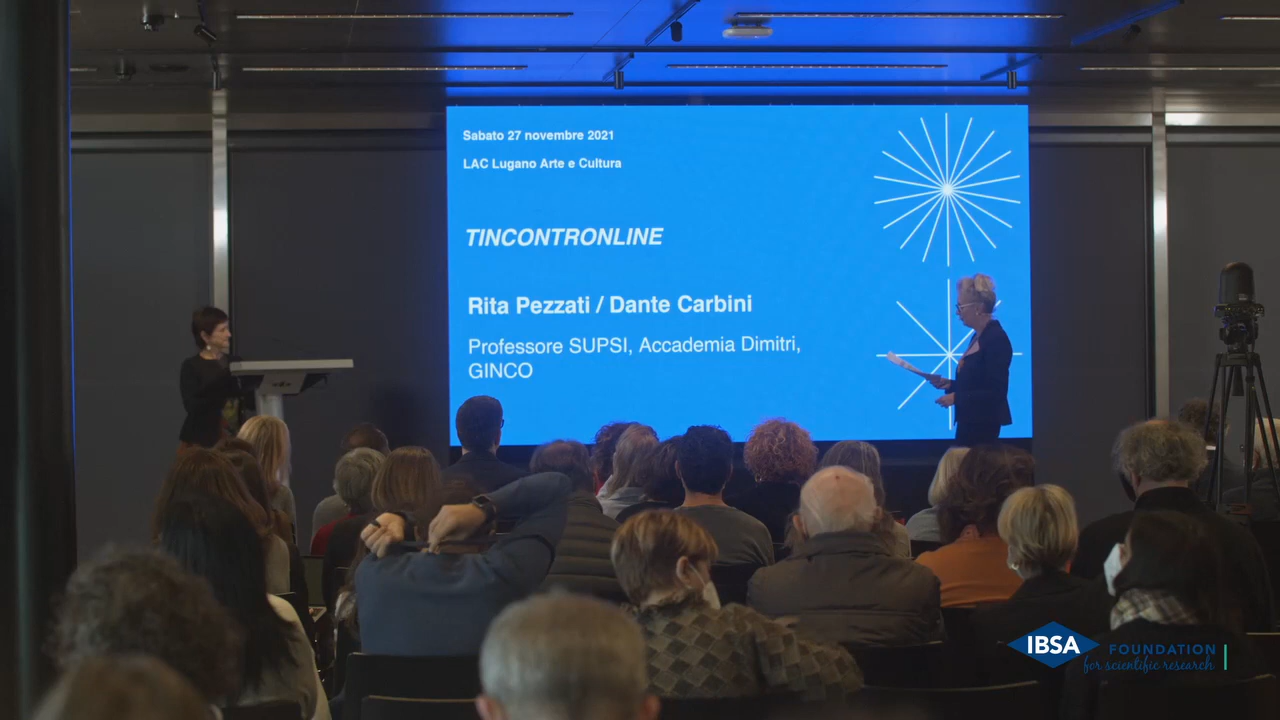 Sabato 27 novembre 2021
LAC Lugano Arte e Cultura
TINCONTRONLINE
Rita Pezzati / Dante Carbini
Professore SUPSI, Accademia Dimitri,
GINCO
IBSA FOUNDATION
for scientific research